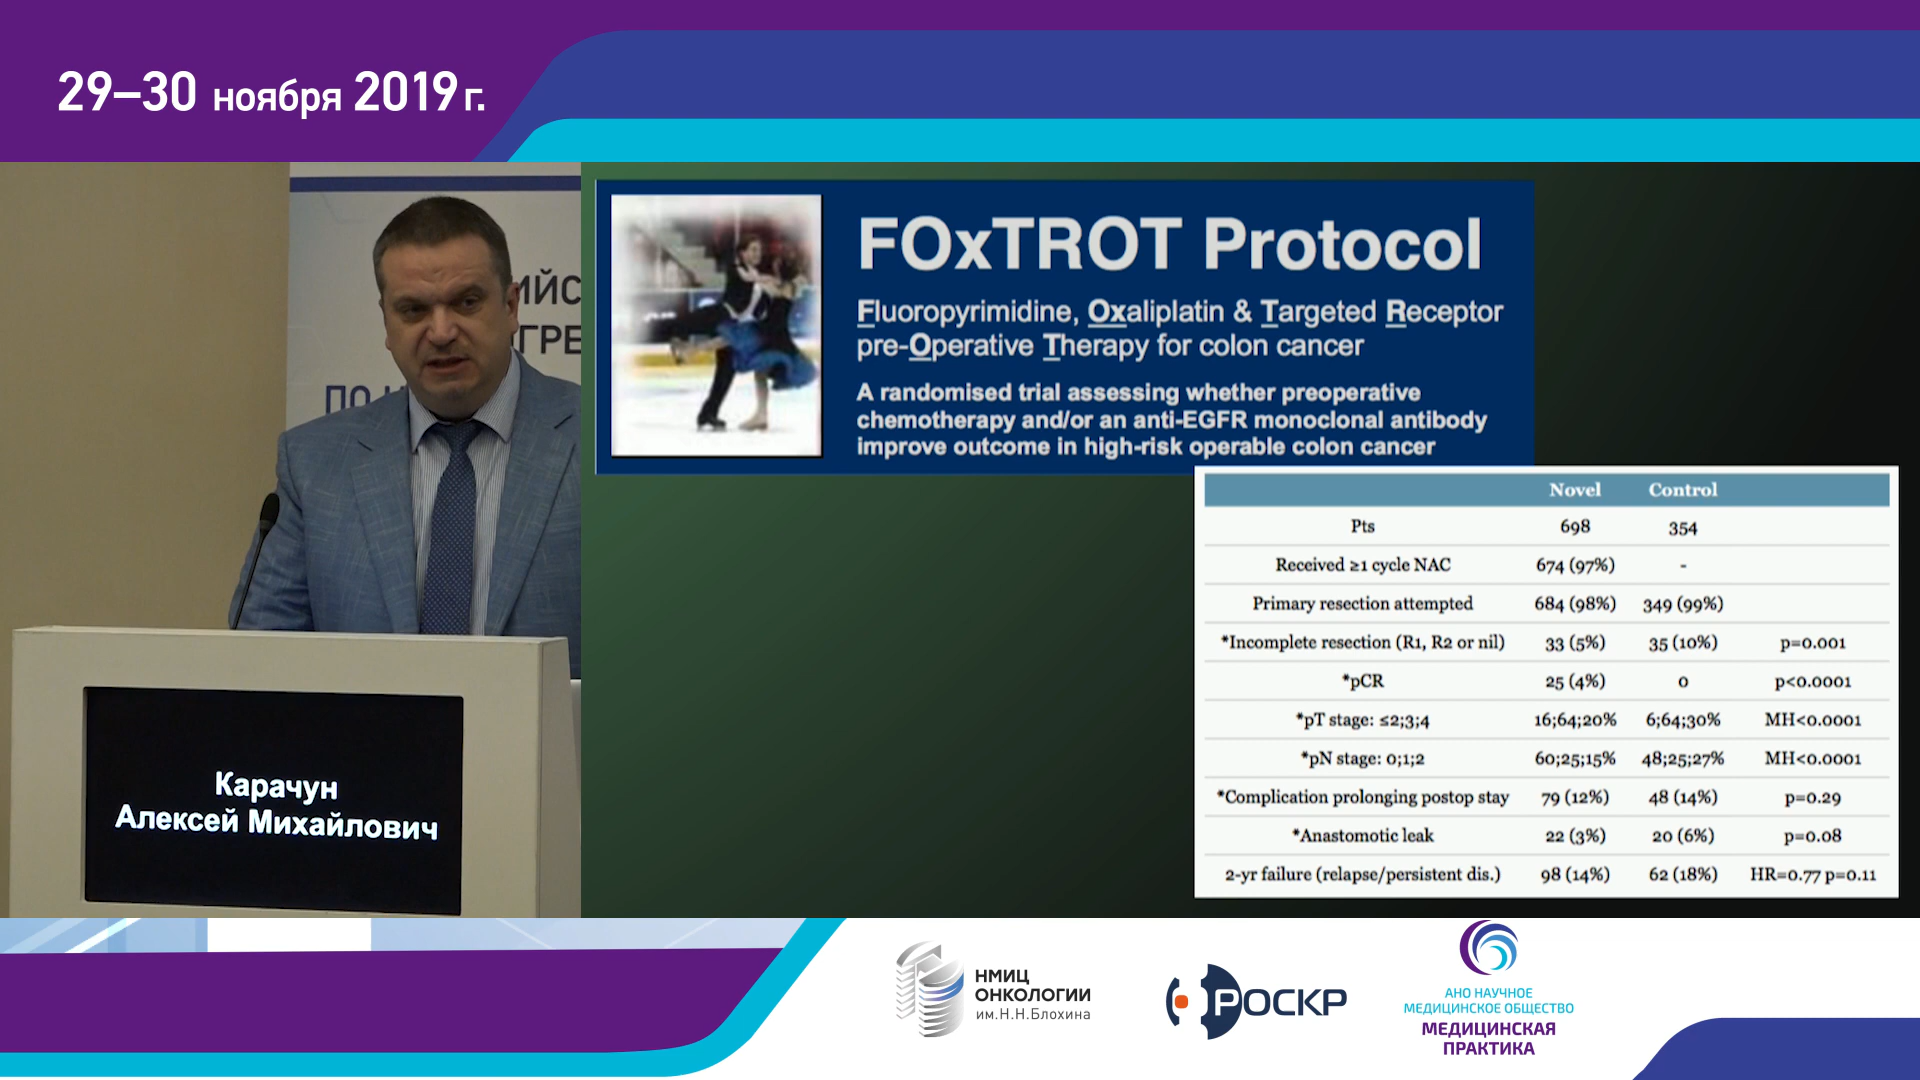 29–30 ноября 2019 г.
ПО
FOxTROT Protocol
Fluoropyrimidine, Oxaliplatin & Targeted Receptor
pre-Operative Therapy for colon cancer
A randomised trial assessing whether preoperative
chemotherapy and/or an anti-EGFR monoclonal antibody
improve outcome in high-risk operable colon cancer
Novel Control
Pts 698 354
Received ≥1 cycle NAC 674 (97%) -
Primary resection attempted 684 (98%) 349 (99%)
*Incomplete resection (R1, R2 or nil) 33 (5%) 35 (10%) p=0.001
*pCR 25 (4%) 0 p<0.0001
*pT stage: ≤2;3;4 16;64;20% 6;64;30% MH<0.0001
*pN stage: 0;1;2 60;25;15% 48;25;27% MH<0.0001
*Complication prolonging postop stay 79 (12%) 48 (14%) p=0.29
*Anastomotic leak 22 (3%) 20 (6%) p=0.08
2-yr failure (relapse/persistent dis.) 98 (14%) 62 (18%) HR=0.77 p=0.11
Карачун
Алексей Михайлович
НМИЦ
ОНКОЛОГИИ
им.Н.Н.Блохина
РОСКР
АНО НАУЧНОЕ
МЕДИЦИНСКОЕ ОБЩЕСТВО
МЕДИЦИНСКАЯ
ПРАКТИКА